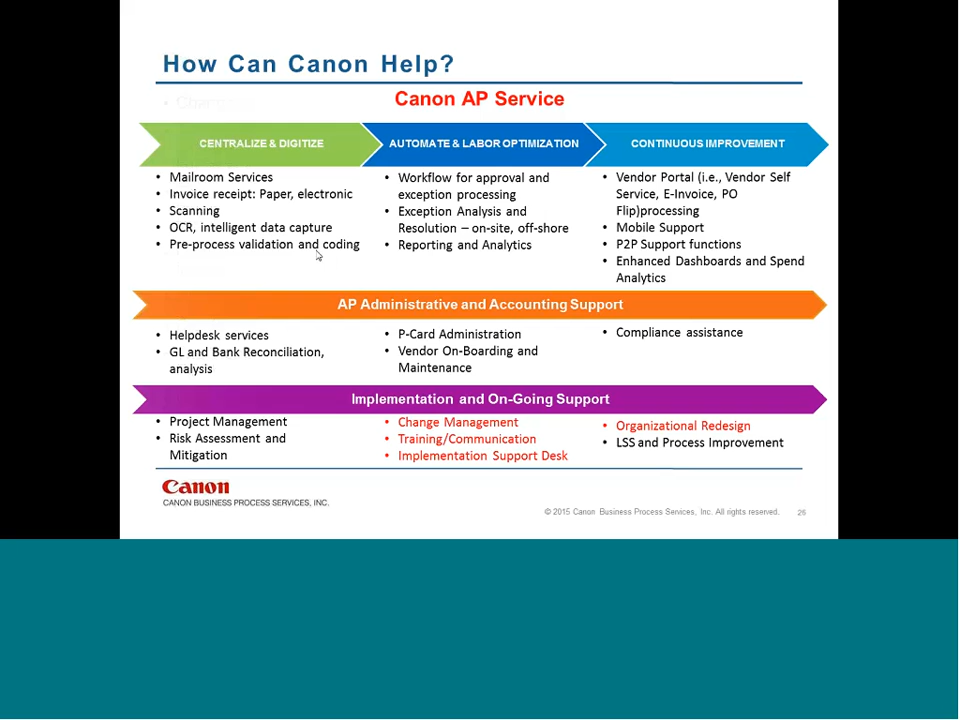 How Can Canon Help?
Canon AP Service
CENTRALIZE & DIGITIZE
AUTOMATE & LABOR OPTIMIZATION
CONTINUOUS IMPROVEMENT
• Mailroom Services
• Invoice receipt: Paper, electronic
• Scanning
• OCR, intelligent data capture
• Pre-process validation and coding
• Workflow for approval and
exception processing
• Exception Analysis and
Resolution – on-site, off-shore
• Reporting and Analytics
• Vendor Portal (i.e., Vendor Self
Service, E-Invoice, PO
Flip)processing
• Mobile Support
• P2P Support functions
• Enhanced Dashboards and Spend
Analytics
AP Administrative and Accounting Support
• Helpdesk services
• GL and Bank Reconciliation,
analysis
• P-Card Administration
• Vendor On-Boarding and
Maintenance
• Compliance assistance
Implementation and On-Going Support
• Project Management
• Risk Assessment and
Mitigation
• Change Management
• Training/Communication
• Implementation Support Desk
• Organizational Redesign
• LSS and Process Improvement
Canon
CANON BUSINESS PROCESS SERVICES, INC.
© 2015 Canon Business Process Services, Inc. All rights reserved.
26